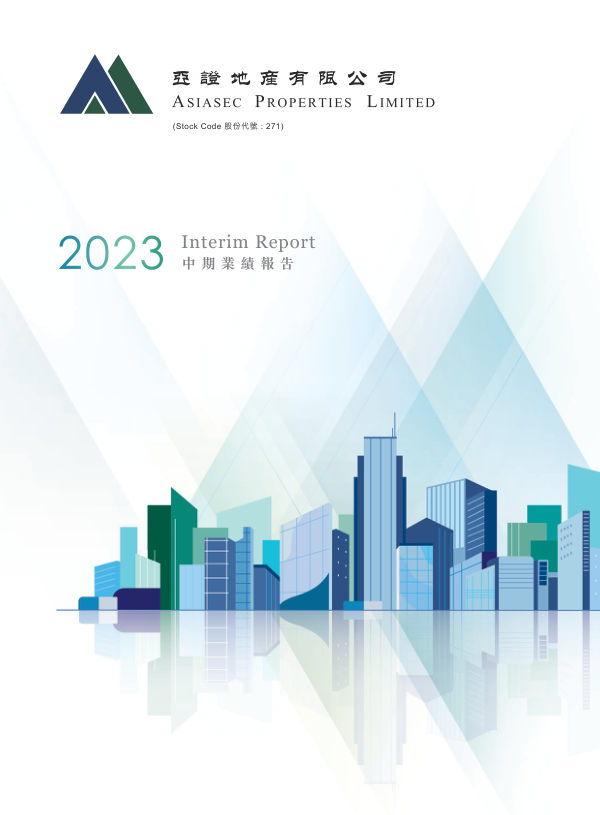 亞證地產有限公司
ASIASEC PROPERTIES LIMITED
(Stock Code 股份代號 : 271)
2023 Interim Report
中期業績報告